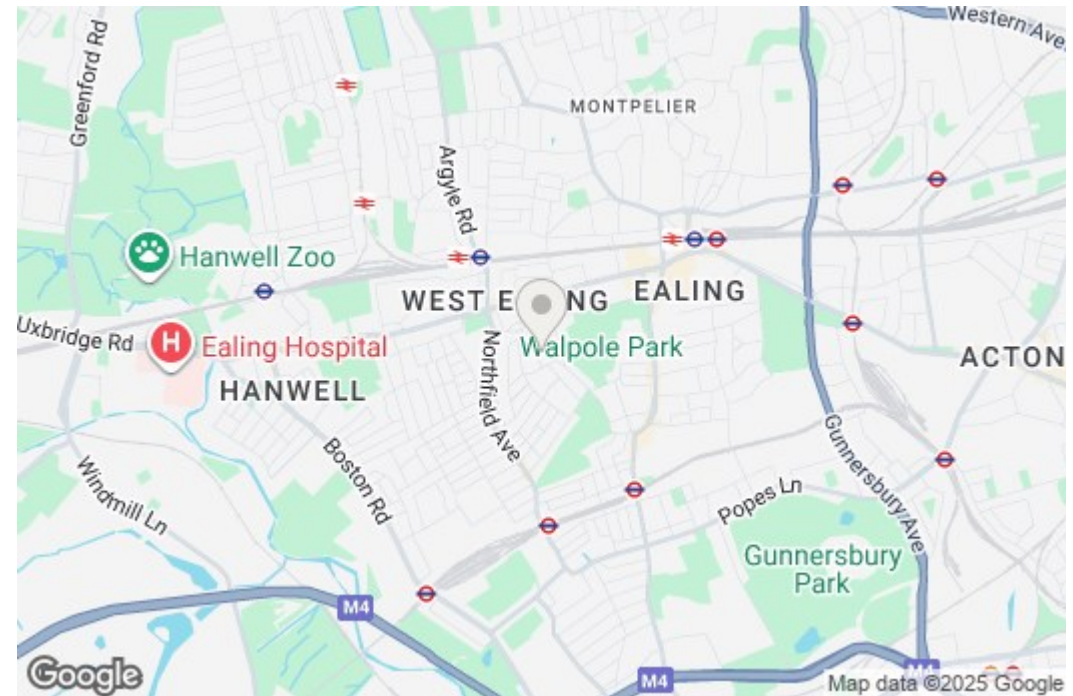 Western Ave
Greenford Rd
MONTPELIER
Argyle Rd
Hanwell Zoo
WEST E
NG
EALING
Uxbridge Rd
H
Ealing Hospital
Walpole Park
ACTON
HANWELL
Northfield Ave
Boston Rd
Gunnersbury Ave
Windmill Ln
Popes Ln
Gunnersbury
Park
M4
M4
M4
Google
Map data ©2025 Google